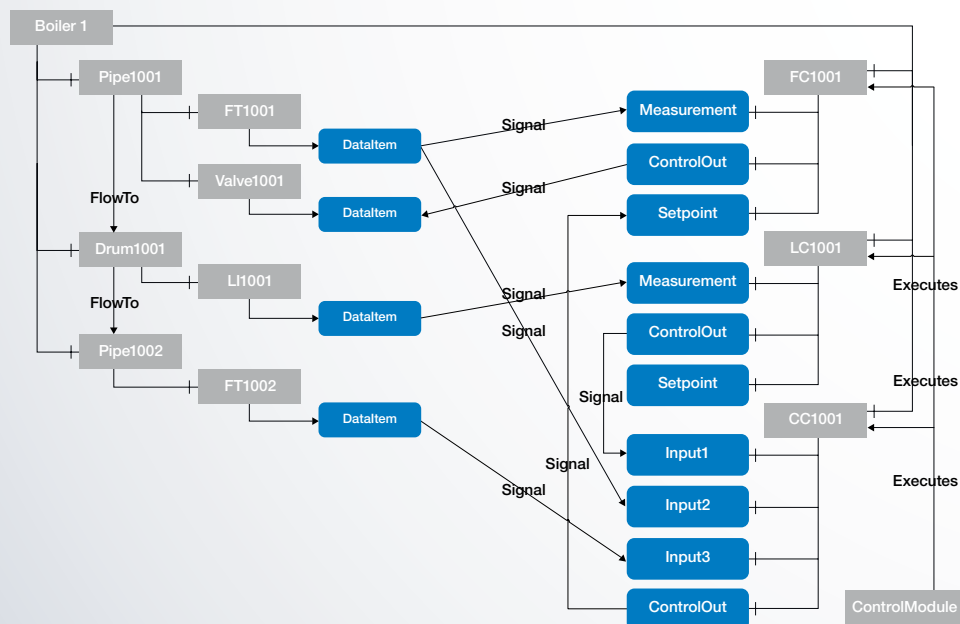 Boiler 1
Pipe1001
FC1001
FT1001
Measurement
Signal
DataItem
ControlOut
Valve1001
Signal
FlowTo
DataItem
Setpoint
Drum1001
LC1001
LI1001
Measurement
Executes
Signal
FlowTo
DataItem
Signal
ControlOut
Pipe1002
FT1002
Setpoint
Executes
Signal
DataItem
CC1001
Input1
Signal
Executes
Signal
Input2
Input3
ControlOut
ControlModule